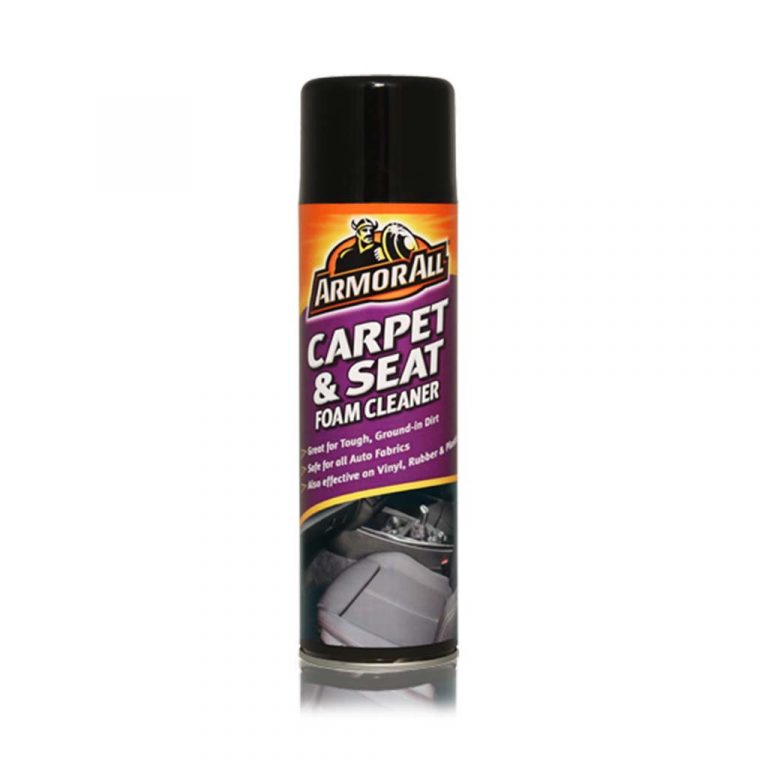 ARMORALL
CARPET
& SEAT
FOAM CLEANER
Great for Tough, Ground-in Dirt
Safe for all Auto Fabrics
Also effective on Vinyl, Rubber &